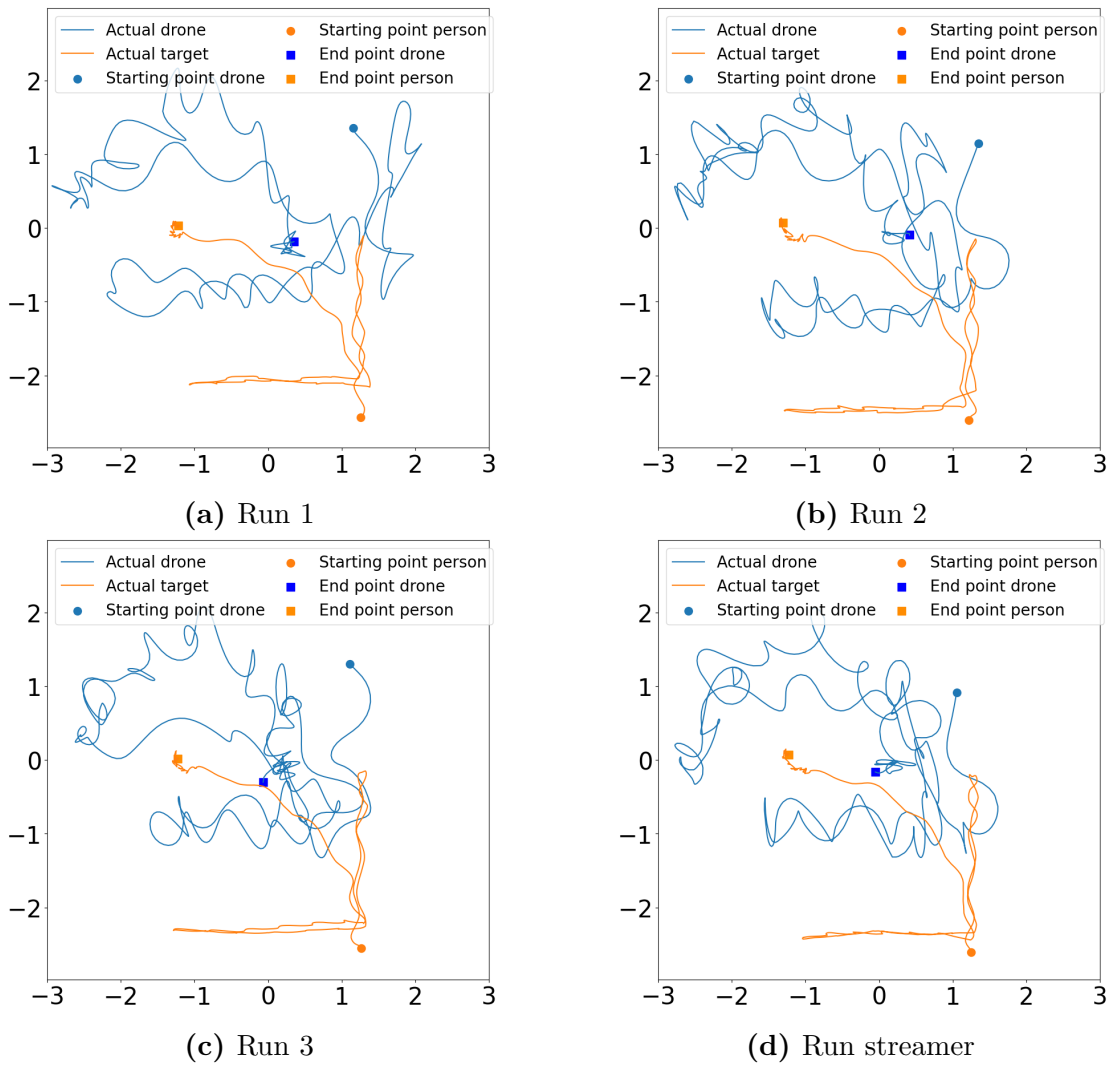 Actual drone
Actual target
Starting point drone
Starting point person
End point drone
End point person
2
1
0
−1
−2
−3 −2 −1 0 1 2 3
(a) Run 1
Actual drone
Actual target
Starting point drone
Starting point person
End point drone
End point person
2
1
0
−1
−2
−3 −2 −1 0 1 2 3
(b) Run 2
Actual drone
Actual target
Starting point drone
Starting point person
End point drone
End point person
2
1
0
−1
−2
−3 −2 −1 0 1 2 3
(c) Run 3
Actual drone
Actual target
Starting point drone
Starting point person
End point drone
End point person
2
1
0
−1
−2
−3 −2 −1 0 1 2 3
(d) Run streamer